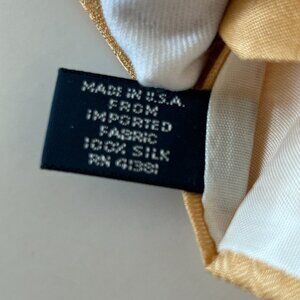 MADE IN U.S.A.
FROM
IMPORTED
FABRIC
100% SILK
RN 41381